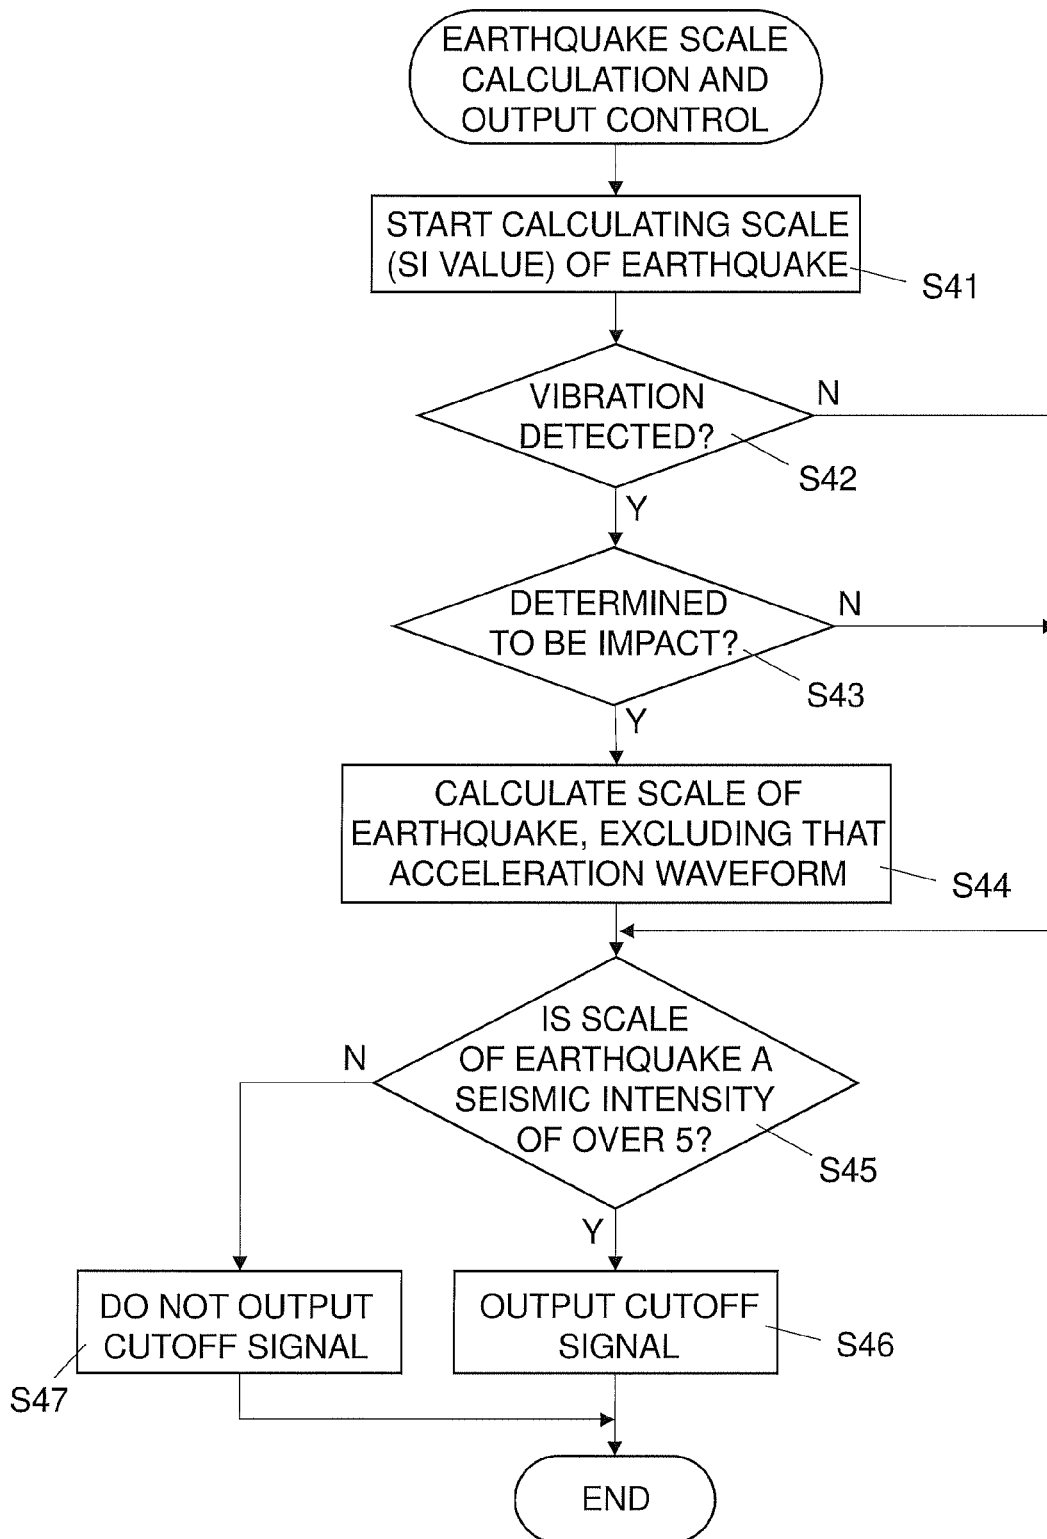 EARTHQUAKE SCALE
CALCULATION AND
OUTPUT CONTROL
START CALCULATING SCALE
(SI VALUE) OF EARTHQUAKE
S41
VIBRATION
DETECTED?
N
S42
Y
DETERMINED
TO BE IMPACT?
N
S43
Y
CALCULATE SCALE OF
EARTHQUAKE, EXCLUDING THAT
ACCELERATION WAVEFORM
S44
IS SCALE
OF EARTHQUAKE A
SEISMIC INTENSITY
OF OVER 5?
N
S45
Y
DO NOT OUTPUT
CUTOFF SIGNAL
S47
OUTPUT CUTOFF
SIGNAL
S46
END